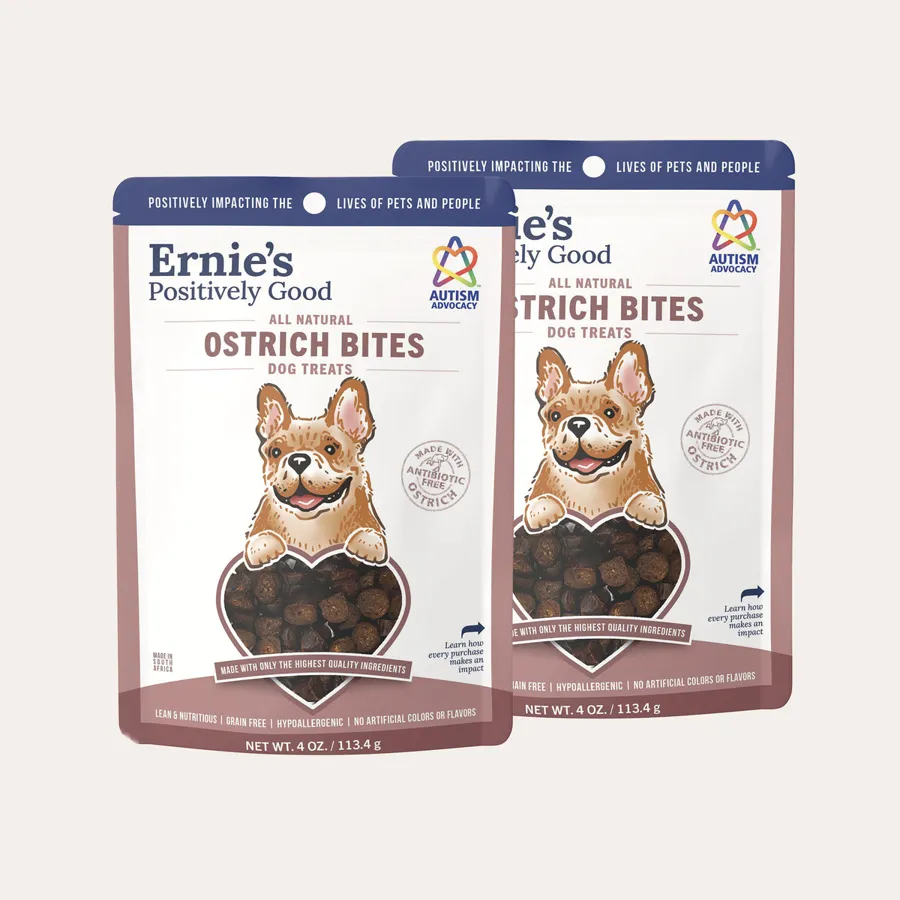 POSITIVELY IMPACTING THE LIVES OF PETS AND PEOPLE
Ernie's
Positively Good
AUTISM
ADVOCACY
ALL NATURAL
OSTRICH BITES
DOG TREATS
MADE WITH
ANTIBIOTIC
FREE
OSTRICH
Learn how
every purchase
makes an
impact
MADE IN
SOUTH
AFRICA
MADE WITH ONLY THE HIGHEST QUALITY INGREDIENTS
LEAN & NUTRITIOUS | GRAIN FREE | HYPOALLERGENIC | NO ARTIFICIAL COLORS OR FLAVORS
NET WT. 4 OZ. / 113.4 g
POSITIVELY IMPACTING THE LIVES OF PETS AND PEOPLE
ie's
ely Good
AUTISM
ADVOCACY
ALL NATURAL
STRICH BITES
DOG TREATS
MADE WITH
ANTIBIOTIC
FREE
OSTRICH
Learn how
every purchase
makes an
impact
DE WITH ONLY THE HIGHEST QUALITY INGREDIENTS
RAIN FREE | HYPOALLERGENIC | NO ARTIFICIAL COLORS OR FLAVORS
NET WT. 4 OZ. / 113.4 g